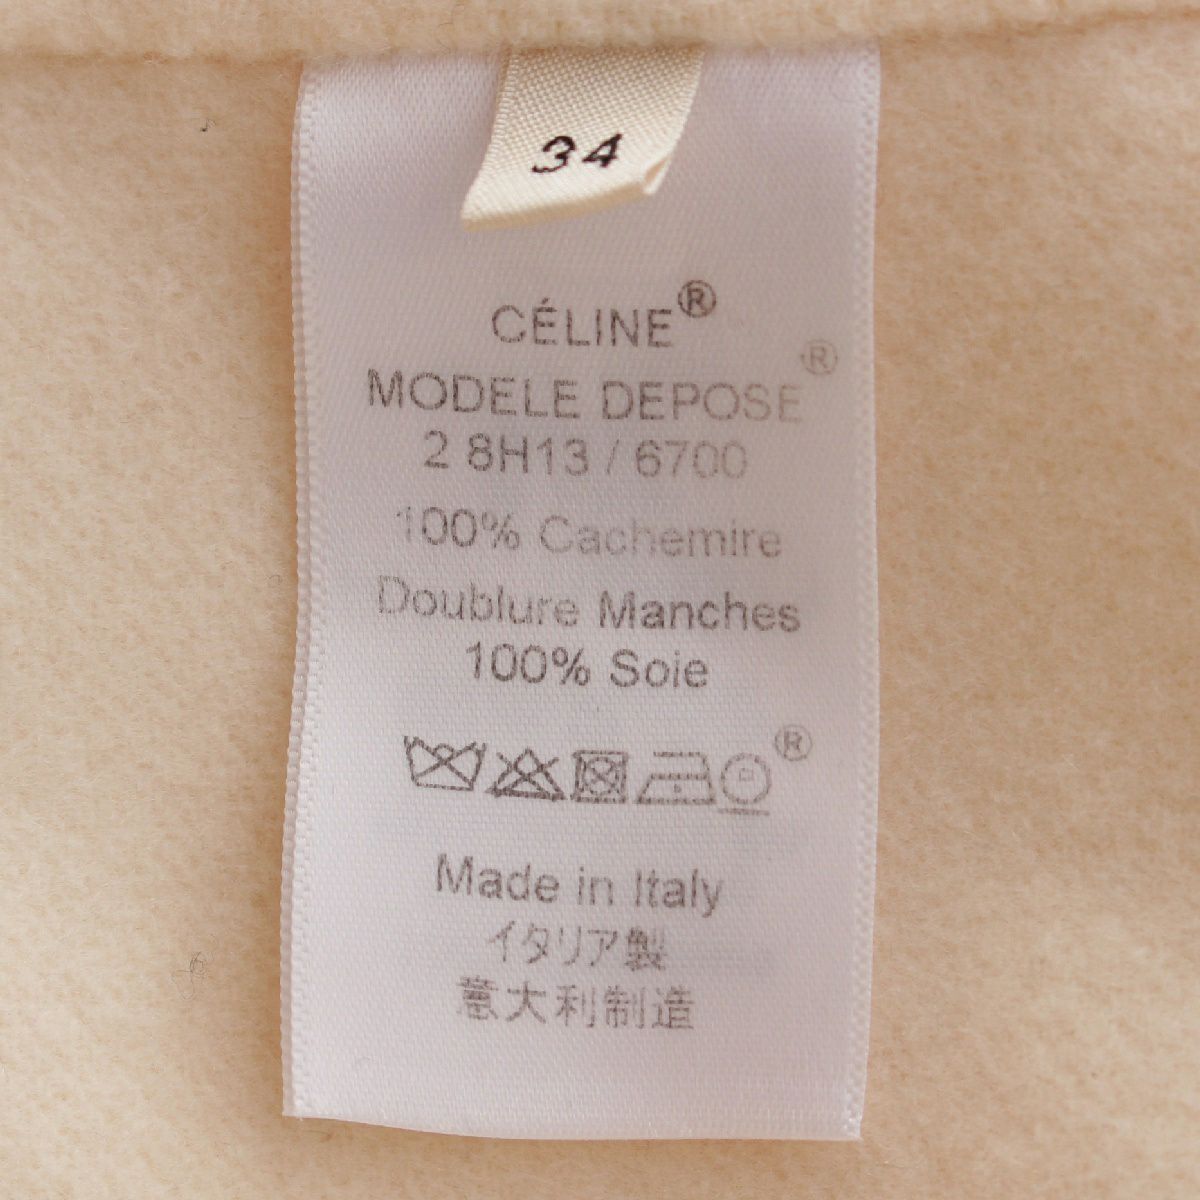 34
CÉLINE®
MODELE DEPOSE®
2 8H13 / 6700
100% Cachemire
Doublure Manches
100% Soie
®
Made in Italy
イタリア製
意大利制造